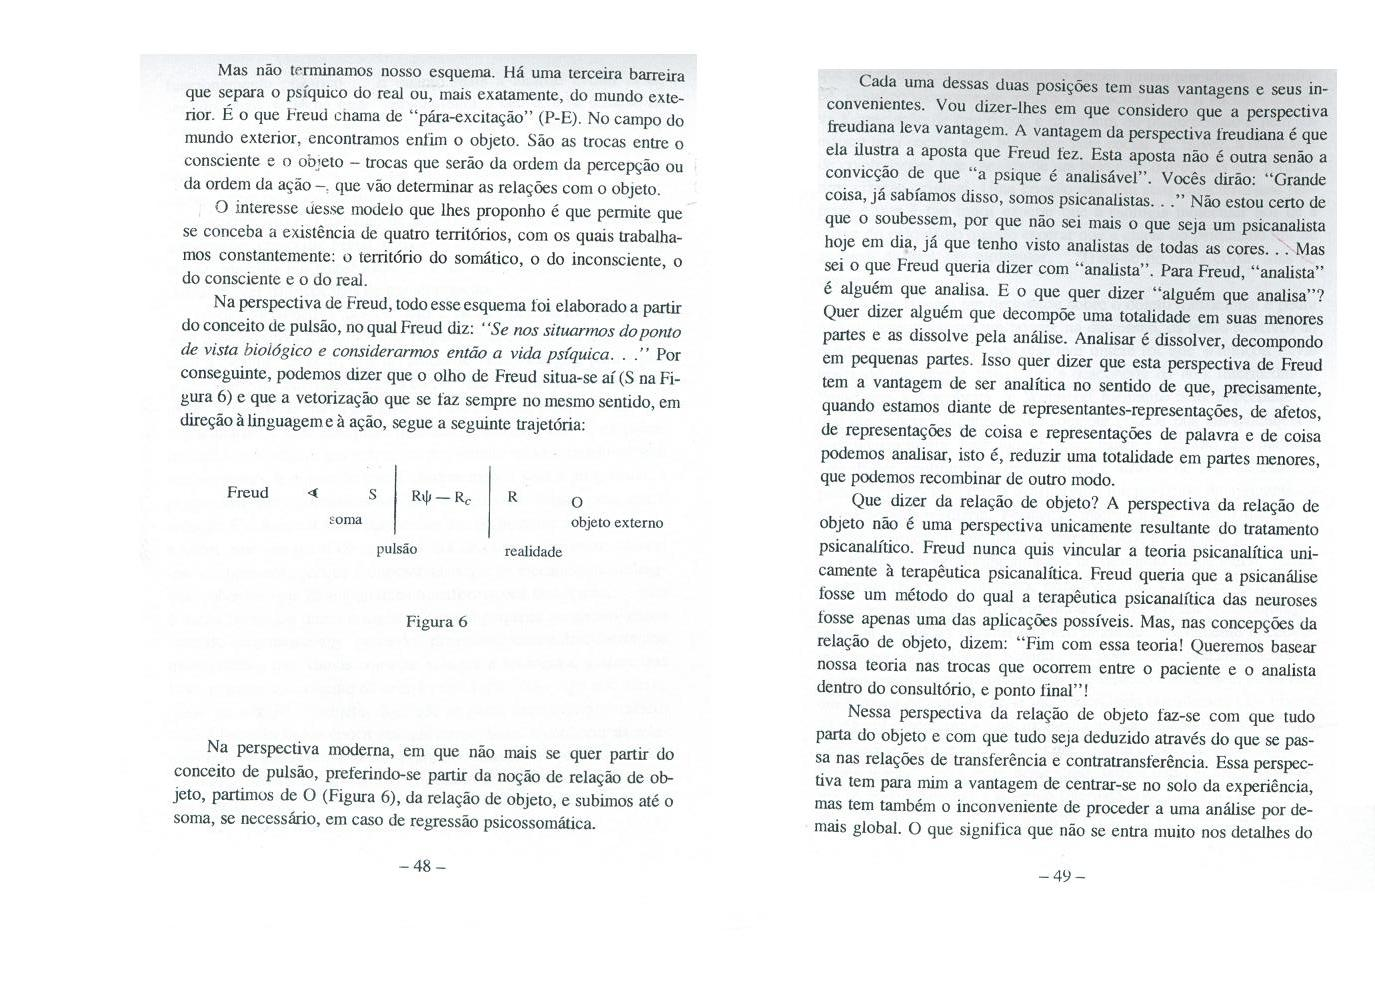 Mas não terminamos nosso esquema. Há uma terceira barreira
que separa o psíquico do real ou, mais exatamente, do mundo exte-
rior. É o que Freud chama de “pára-excitação” (P-E). No campo do
mundo exterior, encontramos enfim o objeto. São as trocas entre o
consciente e o objeto – trocas que serão da ordem da percepção ou
da ordem da ação –, que vão determinar as relações com o objeto.
O interesse desse modelo que lhes proponho é que permite que
se conceba a existência de quatro territórios, com os quais trabalha-
mos constantemente: o território do somático, o do inconsciente, o
do consciente e o do real.
Na perspectiva de Freud, todo esse esquema foi elaborado a partir
do conceito de pulsão, no qual Freud diz: “Se nos situarmos do ponto
de vista biológico e considerarmos então a vida psíquica. . .” Por
conseguinte, podemos dizer que o olho de Freud situa-se aí (S na Fi-
gura 6) e que a vetorização que se faz sempre no mesmo sentido, em
direção à linguagem e à ação, segue a seguinte trajetória:
Freud S Rψ — Rc R O
soma objeto externo
pulsão realidade
Figura 6
Na perspectiva moderna, em que não mais se quer partir do
conceito de pulsão, preferindo-se partir da noção de relação de ob-
jeto, partimos de O (Figura 6), da relação de objeto, e subimos até o
soma, se necessário, em caso de regressão psicossomática.
– 48 –
Cada uma dessas duas posições tem suas vantagens e seus in-
convenientes. Vou dizer-lhes em que considero que a perspectiva
freudiana leva vantagem. A vantagem da perspectiva freudiana é que
ela ilustra a aposta que Freud fez. Esta aposta não é outra senão a
convicção de que “a psique é analisável”. Vocês dirão: “Grande
coisa, já sabíamos disso, somos psicanalistas. . .” Não estou certo de
que o soubessem, por que não sei mais o que seja um psicanalista
hoje em dia, já que tenho visto analistas de todas as cores. . . Mas
sei o que Freud queria dizer com “analista”. Para Freud, “analista”
é alguém que analisa. E o que quer dizer “alguém que analisa”?
Quer dizer alguém que decompõe uma totalidade em suas menores
partes e as dissolve pela análise. Analisar é dissolver, decompondo
em pequenas partes. Isso quer dizer que esta perspectiva de Freud
tem a vantagem de ser analítica no sentido de que, precisamente,
quando estamos diante de representantes-representações, de afetos,
de representações de coisa e representações de palavra e de coisa
podemos analisar, isto é, reduzir uma totalidade em partes menores,
que podemos recombinar de outro modo.
Que dizer da relação de objeto? A perspectiva da relação de
objeto não é uma perspectiva unicamente resultante do tratamento
psicanalítico. Freud nunca quis vincular a teoria psicanalítica uni-
camente à terapêutica psicanalítica. Freud queria que a psicanálise
fosse um método do qual a terapêutica psicanalítica das neuroses
fosse apenas uma das aplicações possíveis. Mas, nas concepções da
relação de objeto, dizem: “Fim com essa teoria! Queremos basear
nossa teoria nas trocas que ocorrem entre o paciente e o analista
dentro do consultório, e ponto final”!
Nessa perspectiva da relação de objeto faz-se com que tudo
parta do objeto e com que tudo seja deduzido através do que se pas-
sa nas relações de transferência e contratransferência. Essa perspec-
tiva tem para mim a vantagem de centrar-se no solo da experiência,
mas tem também o inconveniente de proceder a uma análise por de-
mais global. O que significa que não se entra muito nos detalhes do
– 49 –